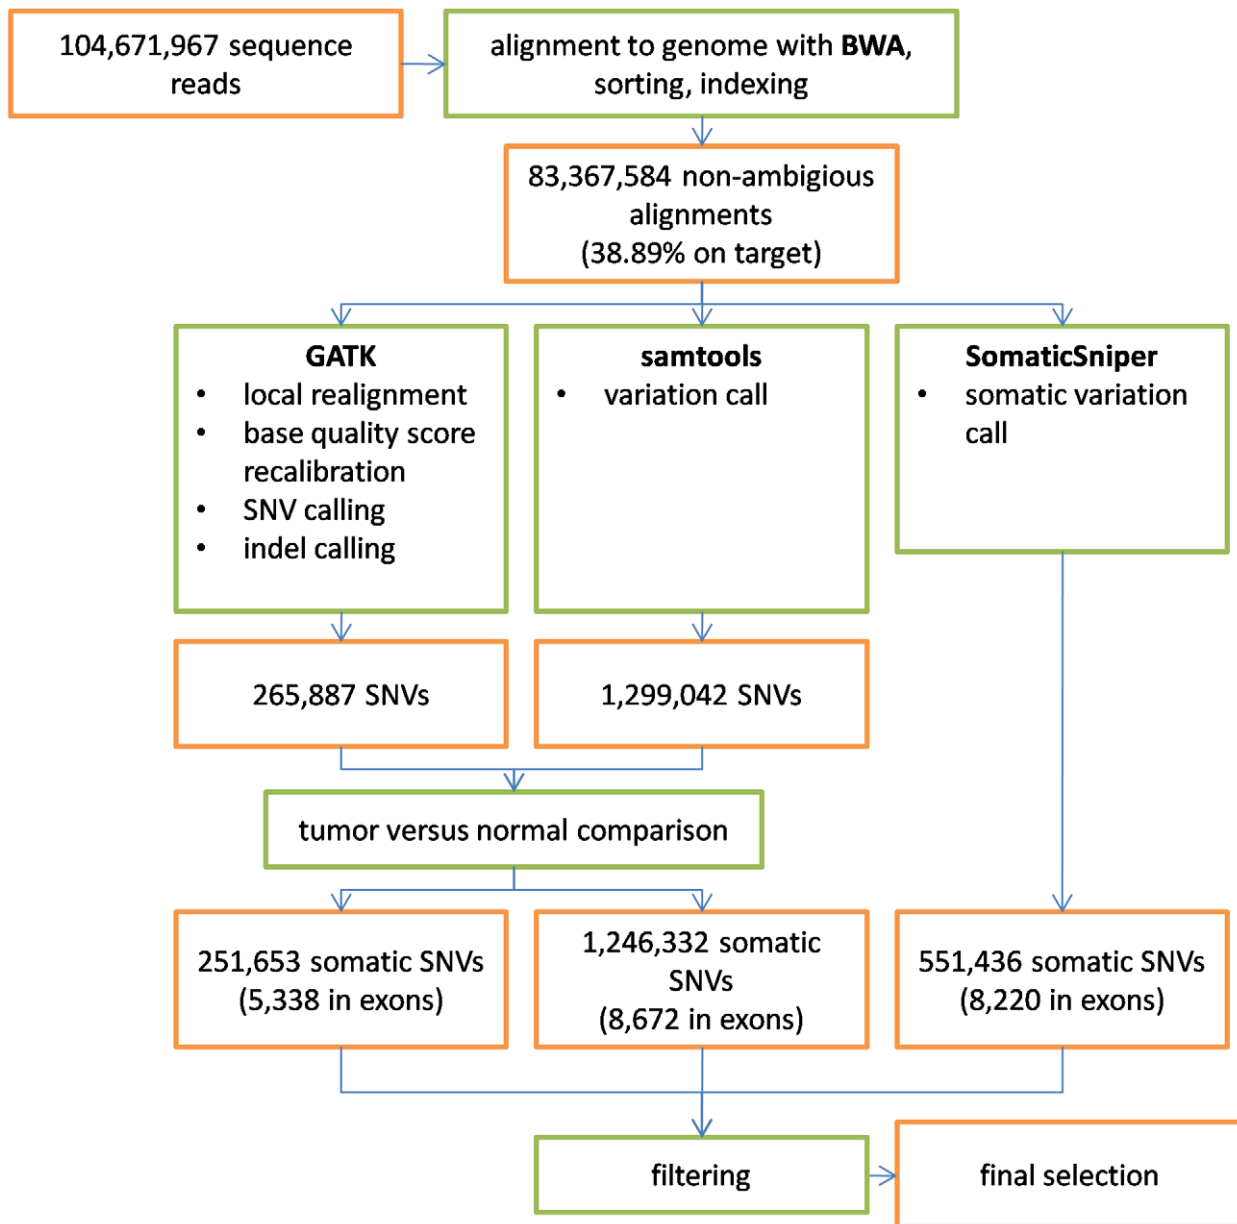 104,671,967 sequence
reads
alignment to genome with BWA,
sorting, indexing
83,367,584 non-ambigious
alignments
(38.89% on target)
GATK
• local realignment
• base quality score
recalibration
• SNV calling
• indel calling
samtools
• variation call
SomaticSniper
• somatic variation
call
265,887 SNVs
1,299,042 SNVs
tumor versus normal comparison
251,653 somatic SNVs
(5,338 in exons)
1,246,332 somatic
SNVs
(8,672 in exons)
551,436 somatic SNVs
(8,220 in exons)
filtering
final selection